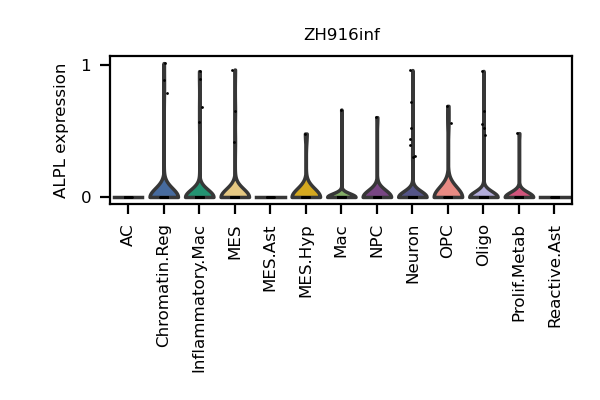 ZH916inf
ALPL expression
1
0
AC
Chromatin.Reg
Inflammatory.Mac
MES
MES.Ast
MES.Hyp
Mac
NPC
Neuron
OPC
Oligo
Prolif.Metab
Reactive.Ast